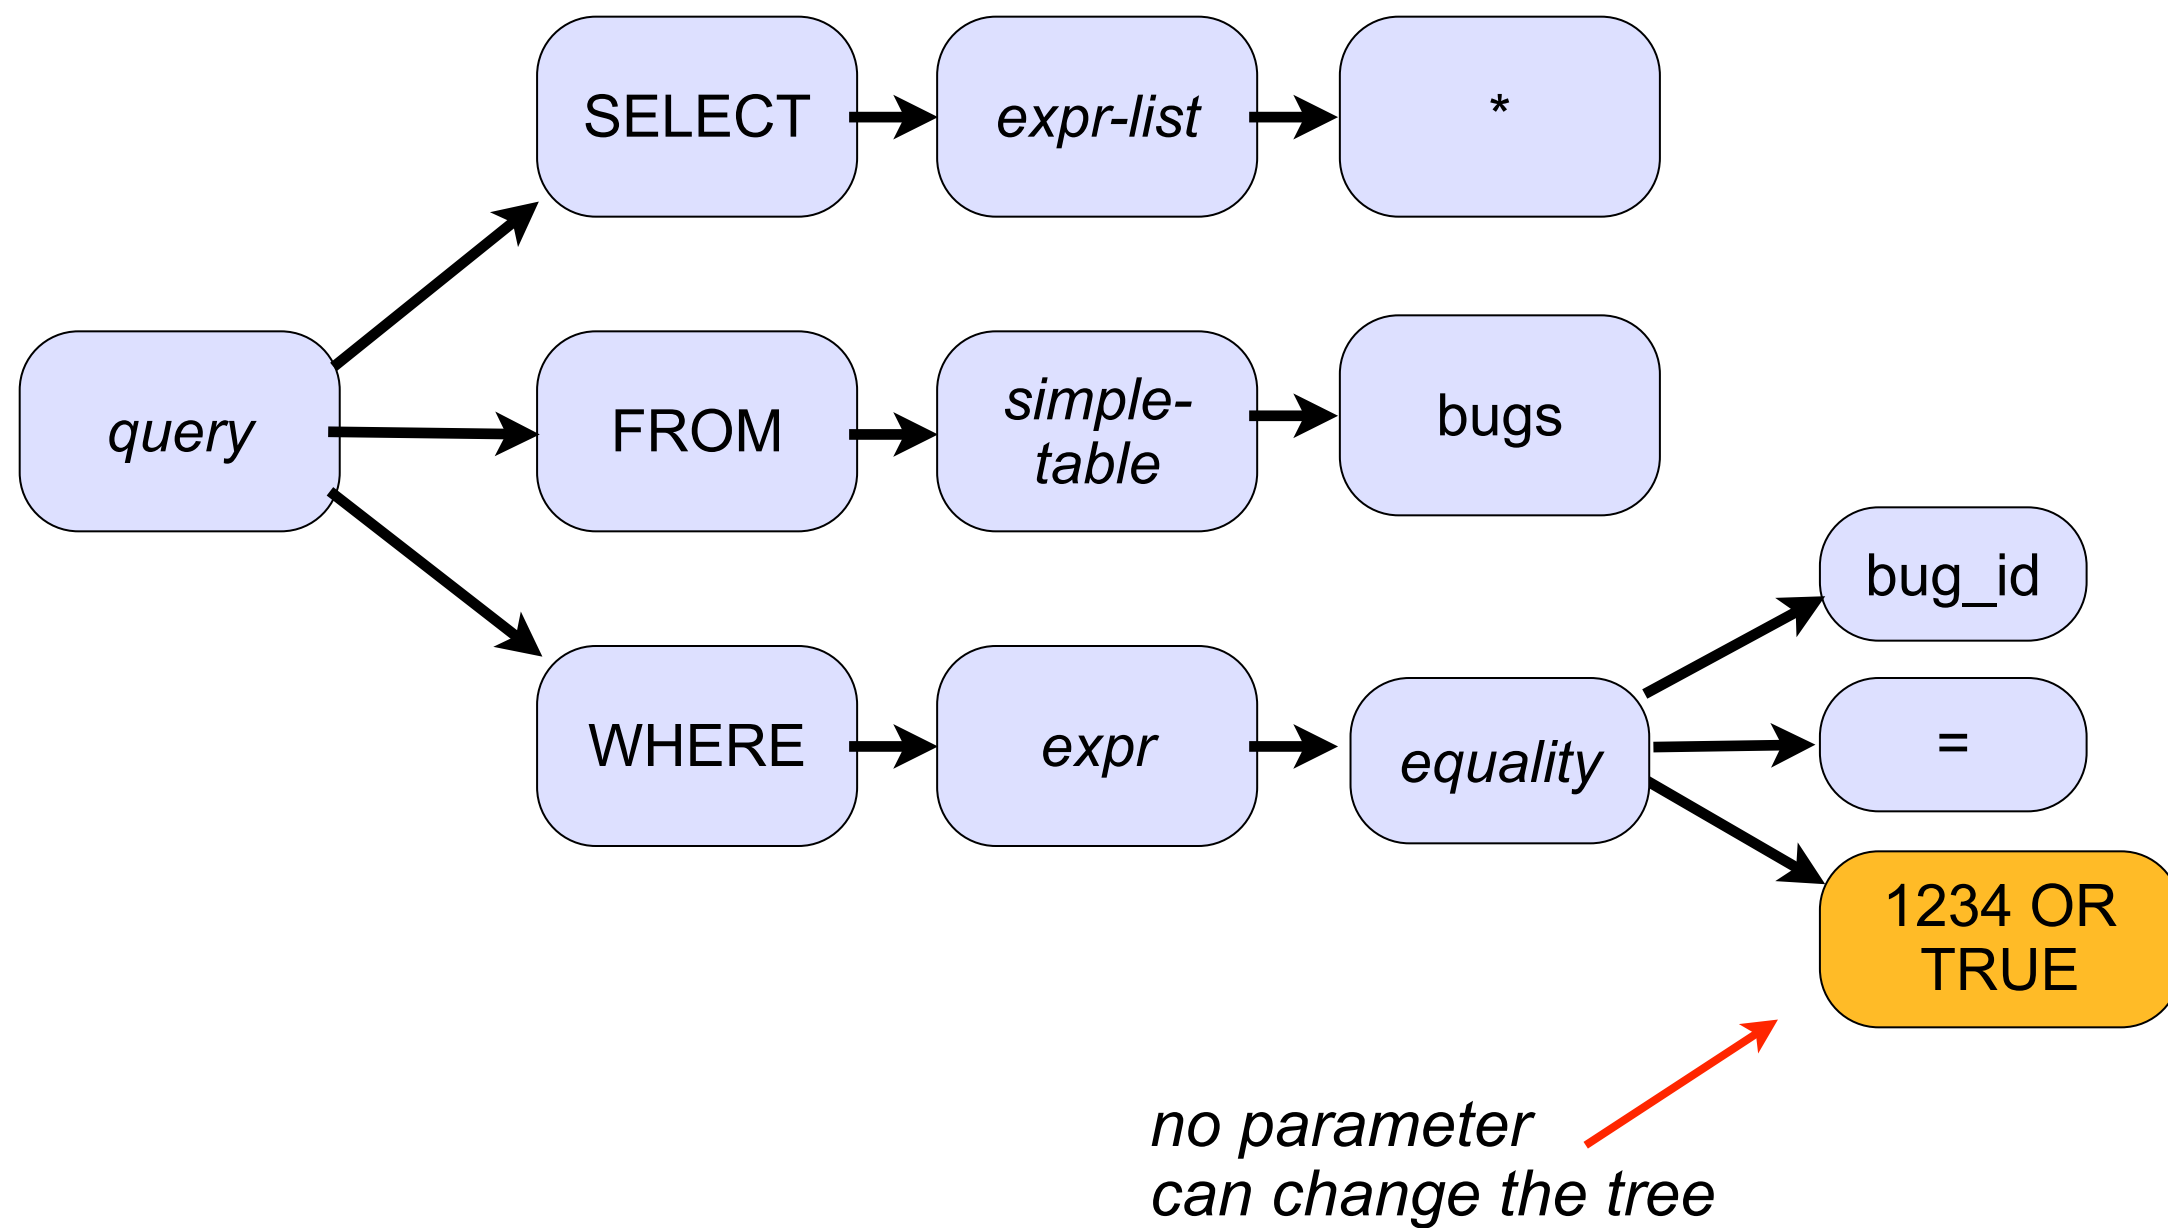 SELECT
expr-list
*
query
FROM
simple-
table
bugs
WHERE
expr
equality
bug_id
=
1234 OR
TRUE
no parameter
can change the tree